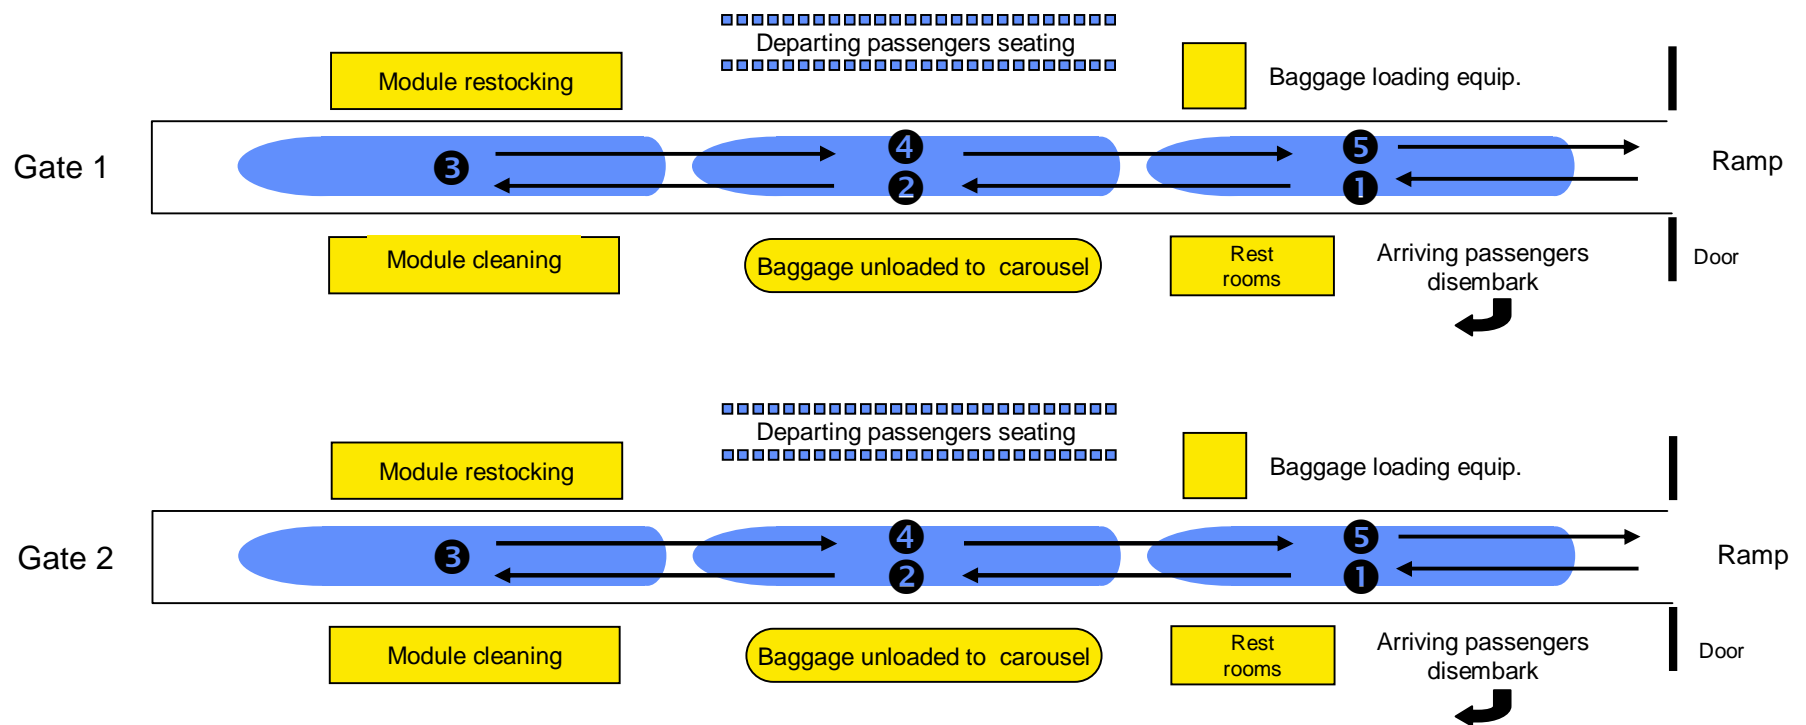 Departing passengers seating
Module restocking
Baggage loading equip.
Gate 1
3
4
2
5
1
Ramp
Module cleaning
Baggage unloaded to  carousel
Rest
rooms
Arriving passengers
disembark
Door
Departing passengers seating
Module restocking
Baggage loading equip.
Gate 2
3
4
2
5
1
Ramp
Module cleaning
Baggage unloaded to  carousel
Rest
rooms
Arriving passengers
disembark
Door